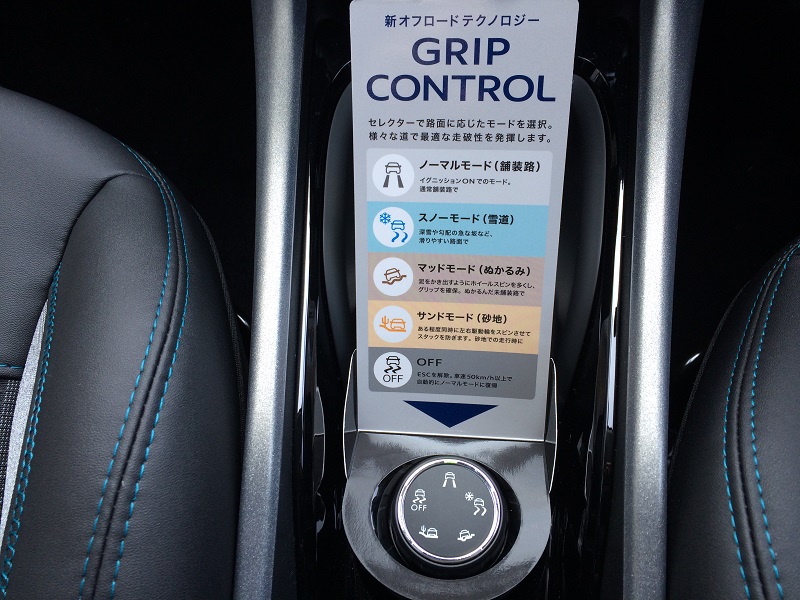 新オフロードテクノロジー
GRIP
CONTROL
セレクターで路面に応じたモードを選択。
様々な道で最適な走破性を発揮します。
ノーマルモード(舗装路)
イグニッションONでのモード。
通常舗装路で
スノーモード(雪道)
深雪や勾配の急な坂など、
滑りやすい路面で
マッドモード(ぬかるみ)
泥をかき出すようにホイールスピンを多くし、
グリップを確保。ぬかるんだ未舗装路で
サンドモード(砂地)
ある程度同時に左右駆動輪をスピンさせて
スタックを防ぎます。砂地での走行時に
OFF
OFF
ESCを解除。車速50km/h以上で
自動的にノーマルモードに復帰
OFF